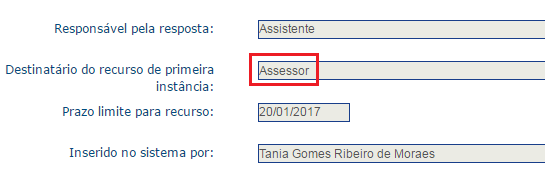 Responsável pela resposta: Assistente
Destinatário do recurso de primeira instância: Assessor
Prazo limite para recurso: 20/01/2017
Inserido no sistema por: Tania Gomes Ribeiro de Moraes